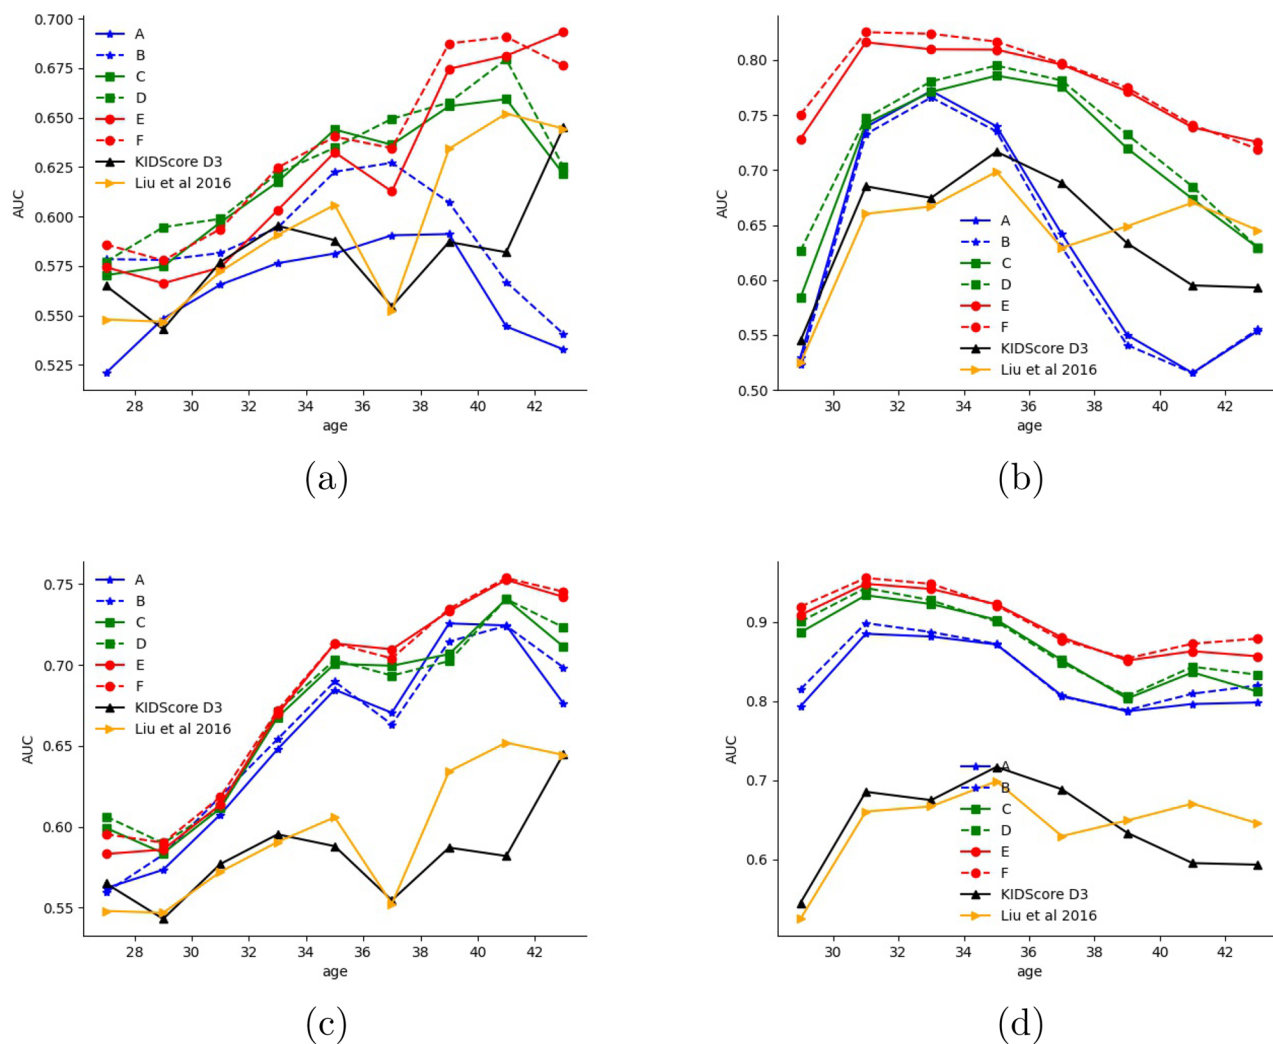 0.700
0.675
0.650
0.625
0.600
0.575
0.550
0.525
AUC
A
B
C
D
E
F
KIDScore D3
Liu et al 2016
28 30 32 34 36 38 40 42
age
(a)
0.80
0.75
0.70
0.65
0.60
0.55
0.50
AUC
A
B
C
D
E
F
KIDScore D3
Liu et al 2016
30 32 34 36 38 40 42
age
(b)
0.75
0.70
0.65
0.60
0.55
AUC
A
B
C
D
E
F
KIDScore D3
Liu et al 2016
28 30 32 34 36 38 40 42
age
(c)
0.9
0.8
0.7
0.6
AUC
A
B
C
D
E
F
KIDScore D3
Liu et al 2016
30 32 34 36 38 40 42
age
(d)